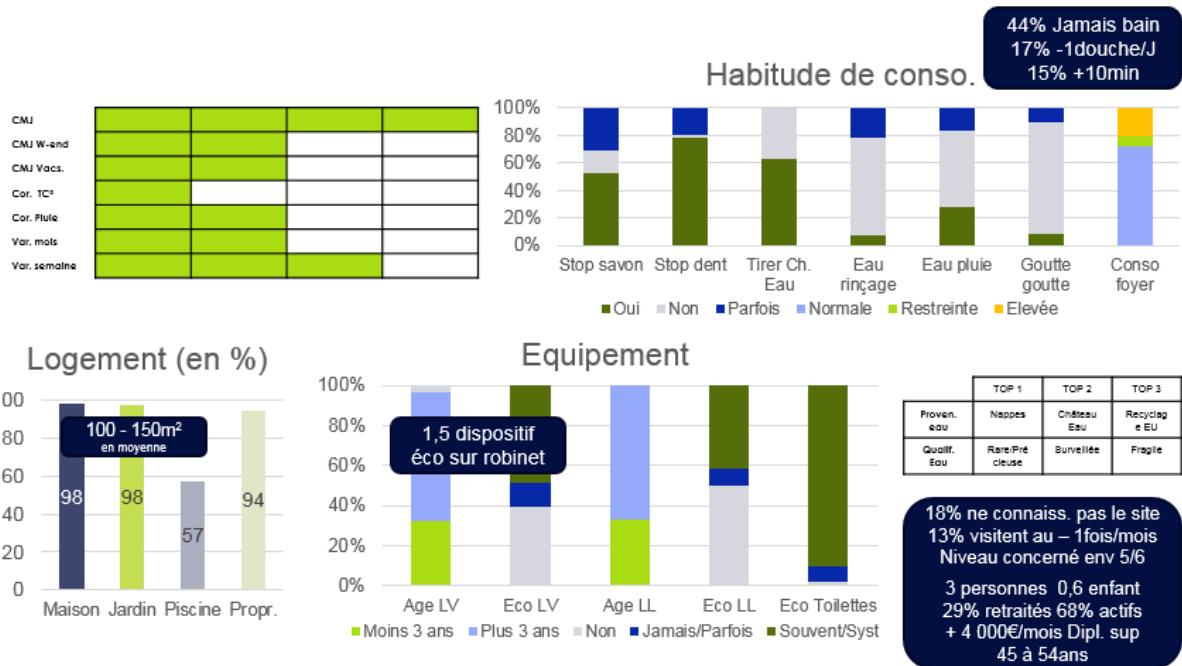 44% Jamais bain
17% -1douche/J
15% +10min
Habitude de conso.
CMJ
CMJ W-end
CMJ Vacs.
Cor. TC°
Cor. Pluie
Var. mois
Var. semaine
100%
80%
60%
40%
20%
0%
Stop savon Stop dent Tirer Ch. Eau Eau rinçage Eau pluie Goutte goutte Conso foyer
Oui Non Parfois Normale Restreinte Elevée
Logement (en %)
00
80
60
40
20
0
100 - 150m²
en moyenne
98 98 57 94
Maison Jardin Piscine Propr.
Equipement
100%
80%
60%
40%
20%
0%
1,5 dispositif
éco sur robinet
Age LV Eco LV Age LL Eco LL Eco Toilettes
Moins 3 ans Plus 3 ans Non Jamais/Parfois Souvent/Syst
TOP 1 TOP 2 TOP 3
Proven. eau Nappes Château Eau Recyclag e EU
Qualif. Eau Rare/Pré cieuse Surveillée Fragile
18% ne connaiss. pas le site
13% visitent au – 1fois/mois
Niveau concerné env 5/6
3 personnes 0,6 enfant
29% retraités 68% actifs
+ 4 000€/mois Dipl. sup
45 à 54ans